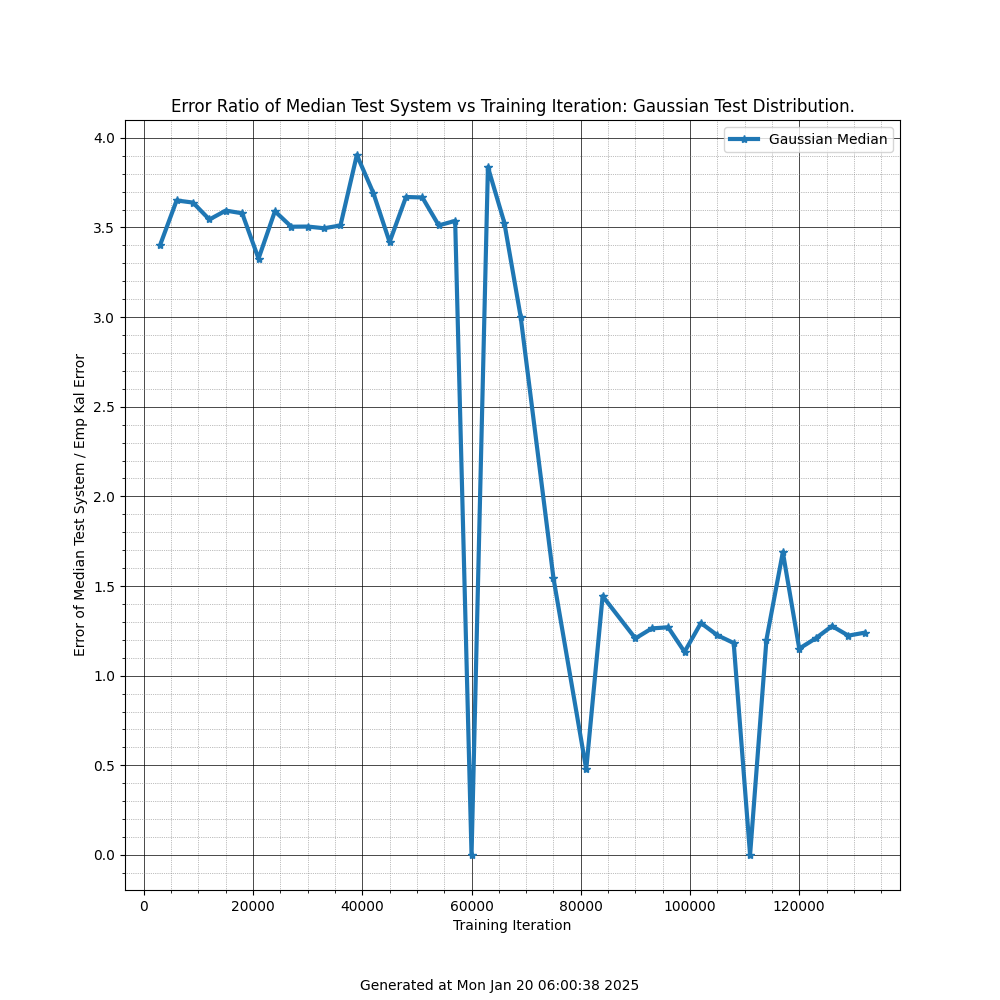 Error Ratio of Median Test System vs Training Iteration: Gaussian Test Distribution.
Gaussian Median
4.0
3.5
3.0
2.5
2.0
1.5
1.0
0.5
0.0
Error of Median Test System / Emp Kal Error
0 20000 40000 60000 80000 100000 120000
Training Iteration
Generated at Mon Jan 20 06:00:38 2025